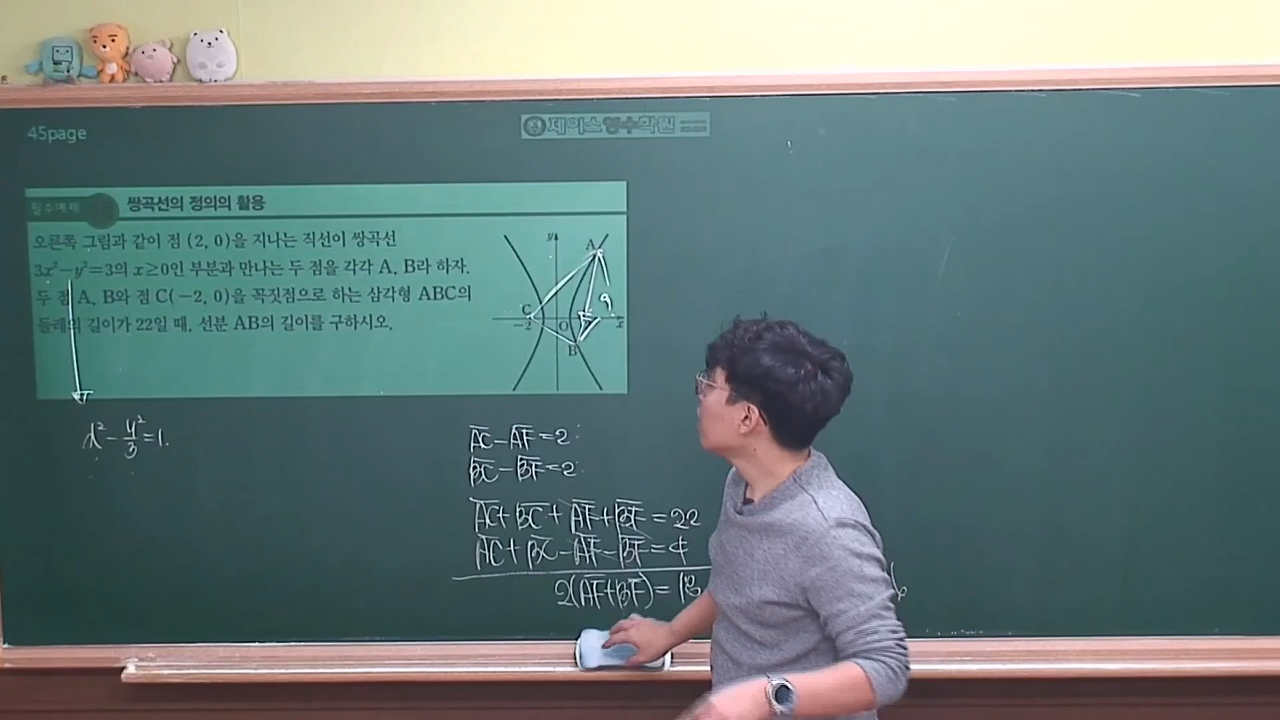 45page
제이스영수학원
필수예제
쌍곡선의 정의의 활용
오른쪽 그림과 같이 점 (2, 0)을 지나는 직선이 쌍곡선
3x²-y²=3의 x≥0인 부분과 만나는 두 점을 각각 A, B라 하자.
두 점 A, B와 점 C(-2, 0)을 꼭짓점으로 하는 삼각형 ABC의
둘레의 길이가 22일 때, 선분 AB의 길이를 구하시오.
y
A
9
C
-2
O
F
x
B
x²-y²/3=1.
AC-AF=2
BC-BF=2
AC+BC+AF+BF=22
AC+BC-AF-BF=4
2(AF+BF)=18